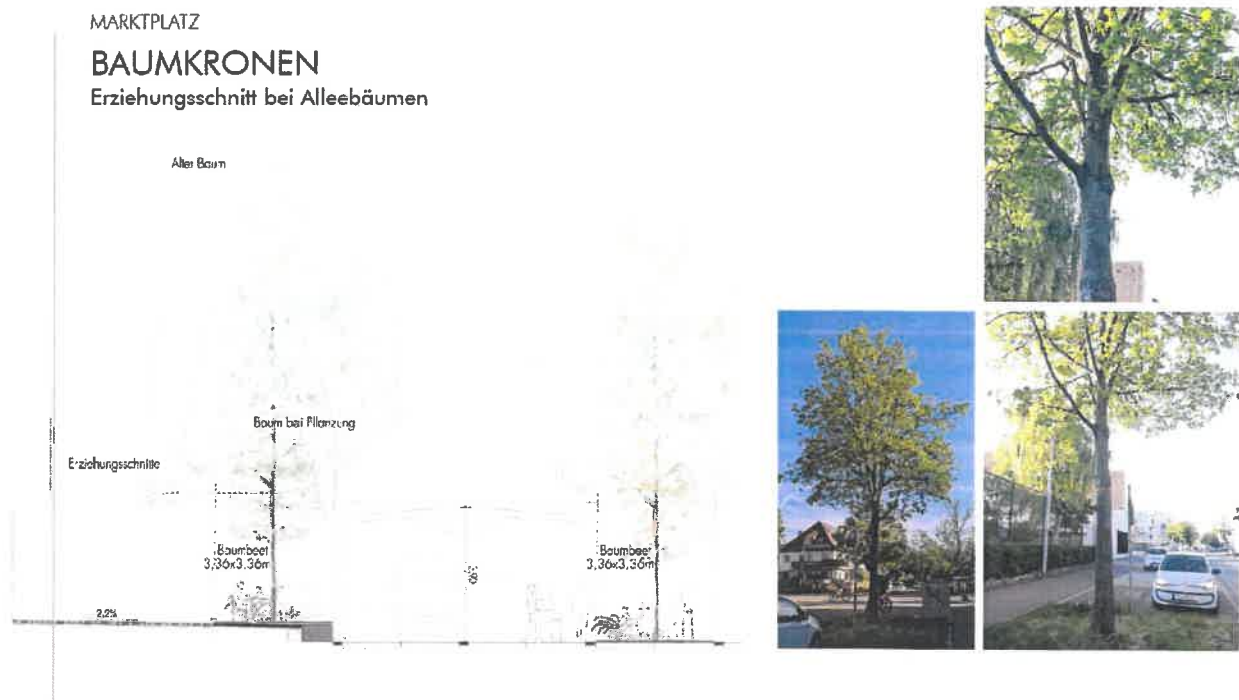 MARKTPLATZ
BAUMKRONEN
Erziehungsschnitt bei Alleebäumen
Alter Baum
Baum bei Pflanzung
Erziehungsschnitte
Baumbeet
3,36x3,36m
Baumbeet
3,36x3,36m
2,2%